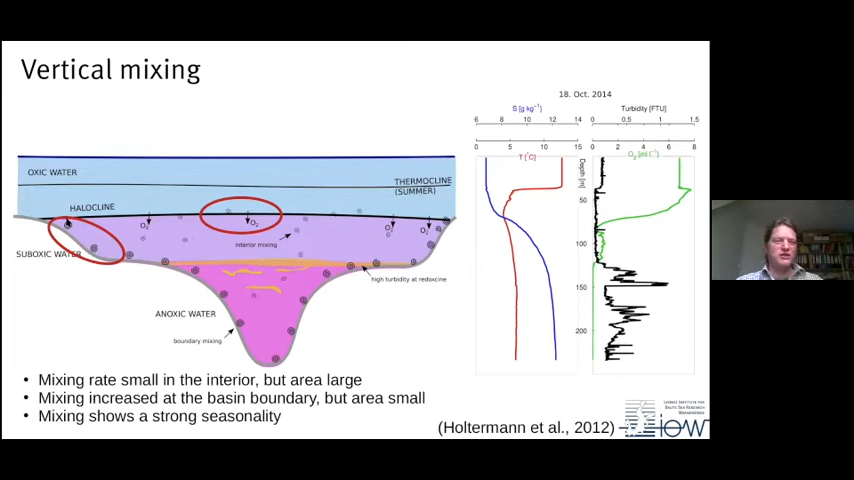 Vertical mixing
18. Oct. 2014
S [g kg⁻¹]
Turbidity [FTU]
6 8 10 12 14
0 0.5 1 1.5
0 5 10 15
0 2 4 6 8
T [°C]
O₂ [ml l⁻¹]
Depth [m]
50
100
150
200
OXIC WATER
THERMOCLINE
(SUMMER)
HALOCLINE
O₂
O₂
O₂
O₂
interior mixing
SUBOXIC WATER
high turbidity at redoxcine
ANOXIC WATER
boundary mixing
• Mixing rate small in the interior, but area large
• Mixing increased at the basin boundary, but area small
• Mixing shows a strong seasonality
(Holtermann et al., 2012)
LEIBNIZ INSTITUTE FOR
BALTIC SEA RESEARCH
WARNEMÜNDE
IOW